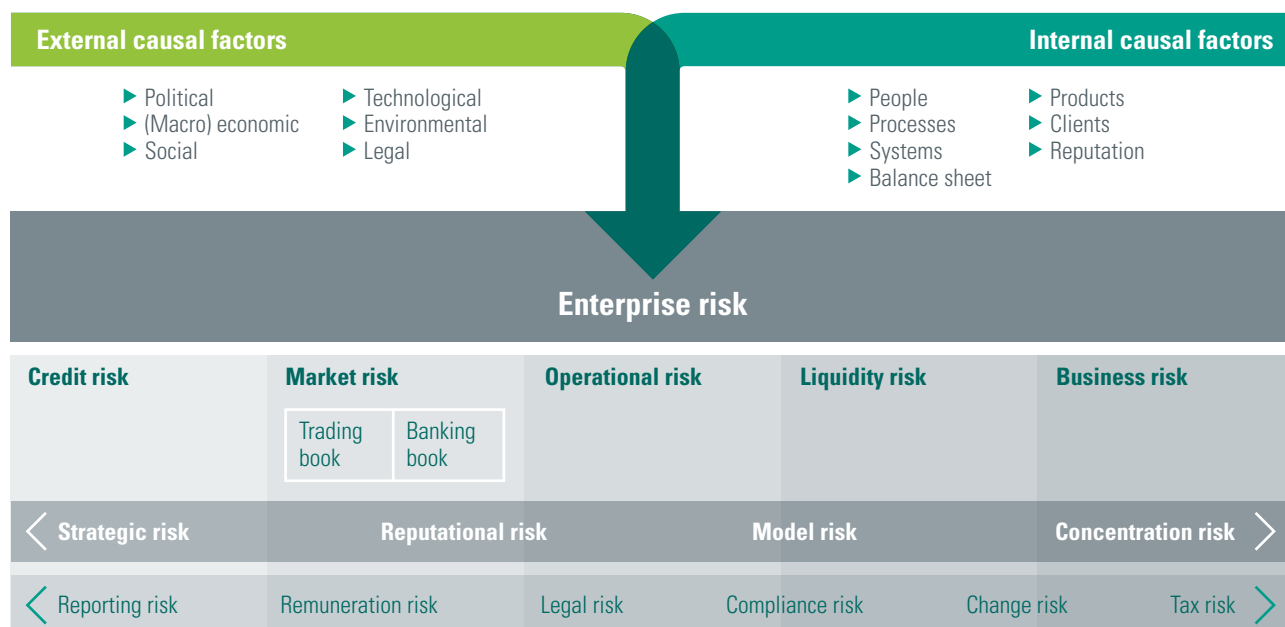 External causal factors
Internal causal factors
Political
(Macro) economic
Social
Technological
Environmental
Legal
People
Processes
Systems
Balance sheet
Products
Clients
Reputation
Enterprise risk
Credit risk
Market risk
Trading
book
Banking
book
Operational risk
Liquidity risk
Business risk
Strategic risk
Reputational risk
Model risk
Concentration risk
Reporting risk
Remuneration risk
Legal risk
Compliance risk
Change risk
Tax risk